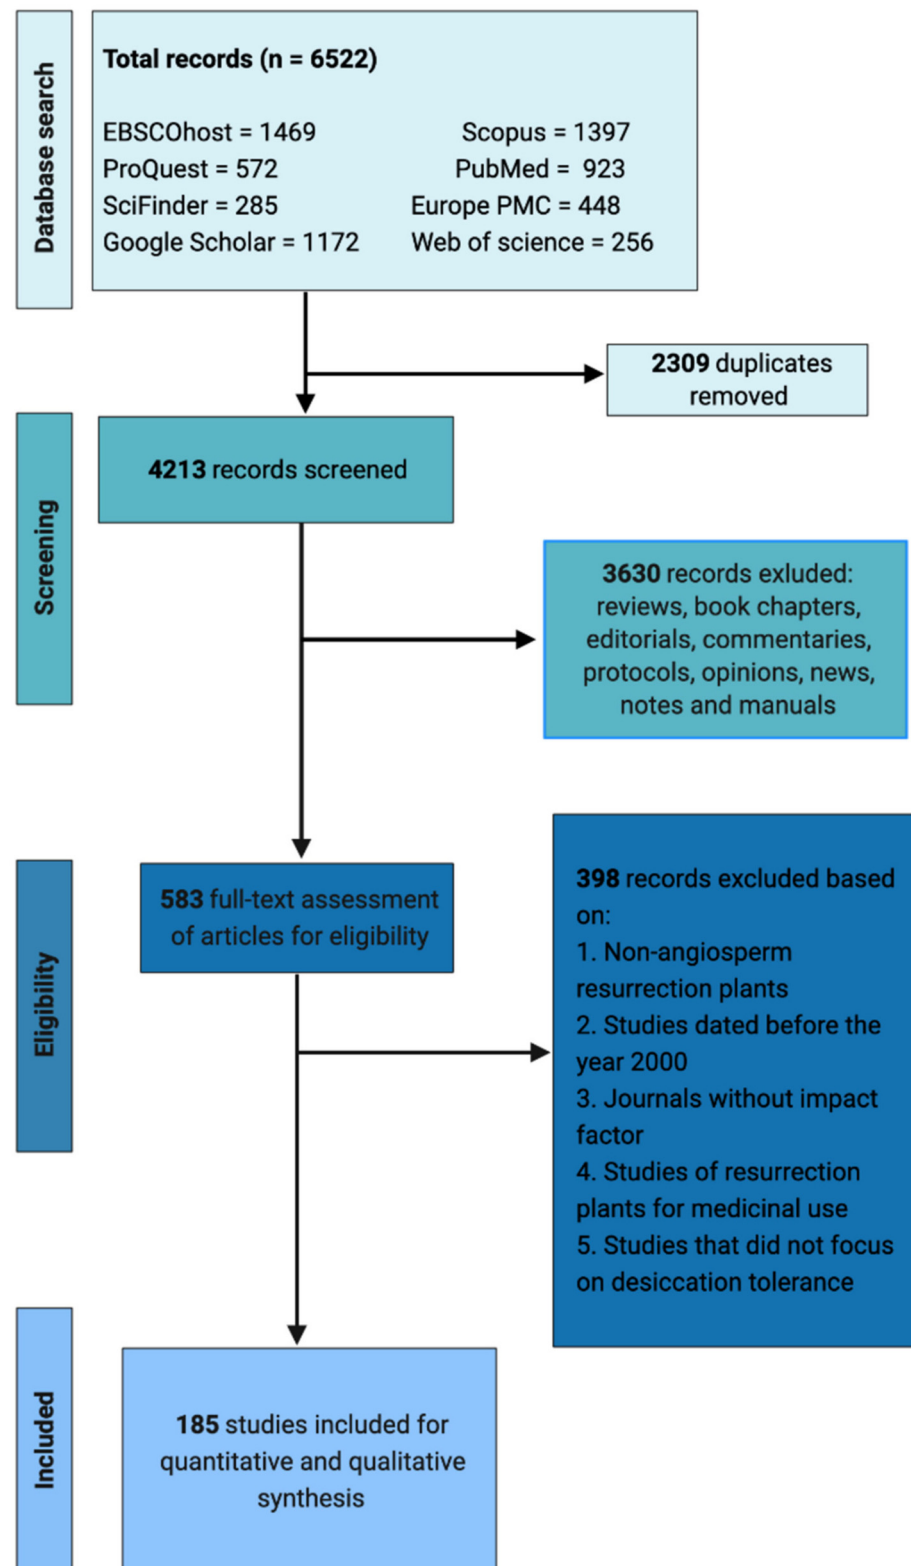 Database search
Total records (n = 6522)
EBSCOhost = 1469 Scopus = 1397
ProQuest = 572 PubMed = 923
SciFinder = 285 Europe PMC = 448
Google Scholar = 1172 Web of science = 256
2309 duplicates
removed
Screening
4213 records screened
3630 records exluded:
reviews, book chapters,
editorials, commentaries,
protocols, opinions, news,
notes and manuals
Eligibility
583 full-text assessment
of articles for eligibility
398 records excluded based
on:
1. Non-angiosperm
resurrection plants
2. Studies dated before the
year 2000
3. Journals without impact
factor
4. Studies of resurrection
plants for medicinal use
5. Studies that did not focus
on desiccation tolerance
Included
185 studies included for
quantitative and qualitative
synthesis